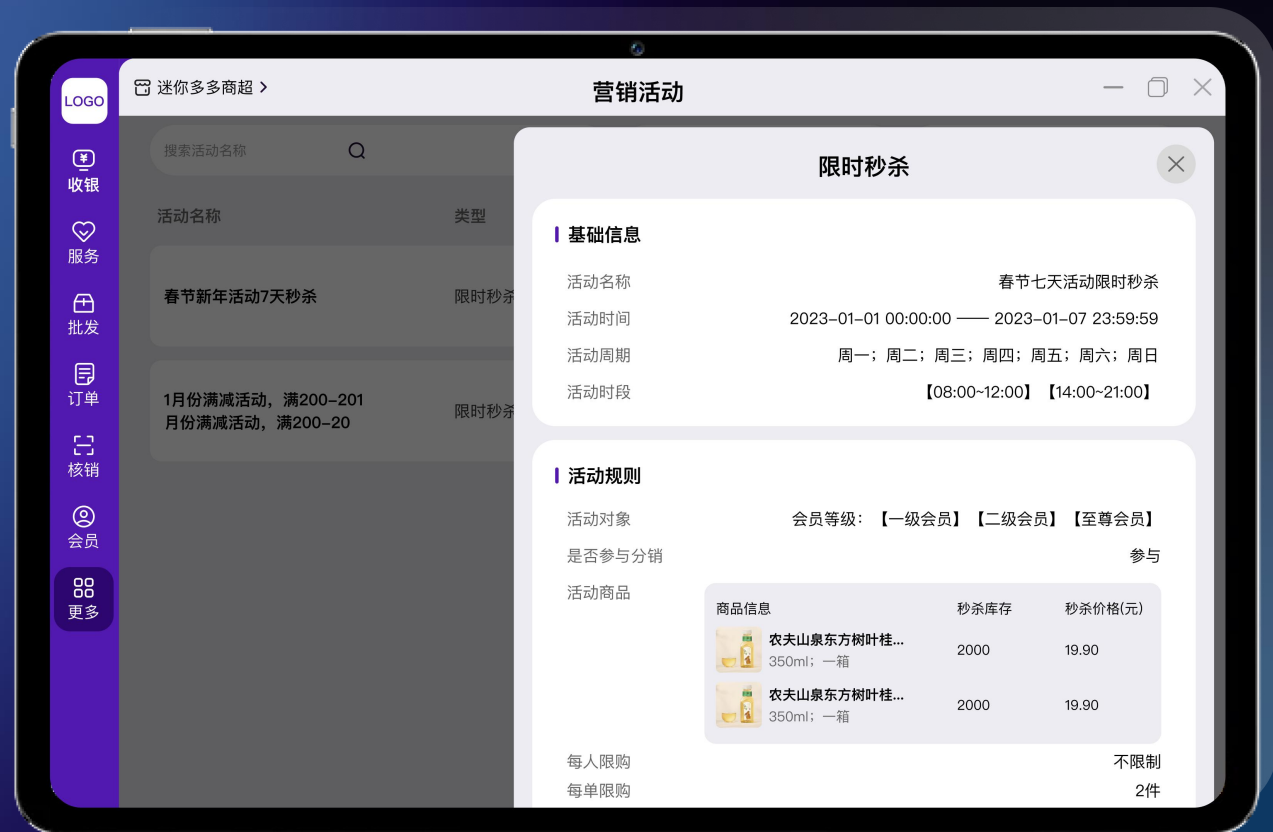 LOGO
收银
服务
批发
订单
核销
会员
更多
迷你多多商超
营销活动
搜索活动名称
活动名称
类型
春节新年活动7天秒杀
限时秒杀
1月份满减活动，满200-201
月份满减活动，满200-20
限时秒杀
限时秒杀
基础信息
活动名称
春节七天活动限时秒杀
活动时间
2023-01-01 00:00:00 —— 2023-01-07 23:59:59
活动周期
周一；周二；周三；周四；周五；周六；周日
活动时段
【08:00~12:00】【14:00~21:00】
活动规则
活动对象
会员等级：【一级会员】【二级会员】【至尊会员】
是否参与分销
参与
活动商品
商品信息 秒杀库存 秒杀价格(元)
农夫山泉东方树叶桂...
350ml；一箱
2000
19.90
农夫山泉东方树叶桂...
350ml；一箱
2000
19.90
每人限购
不限制
每单限购
2件